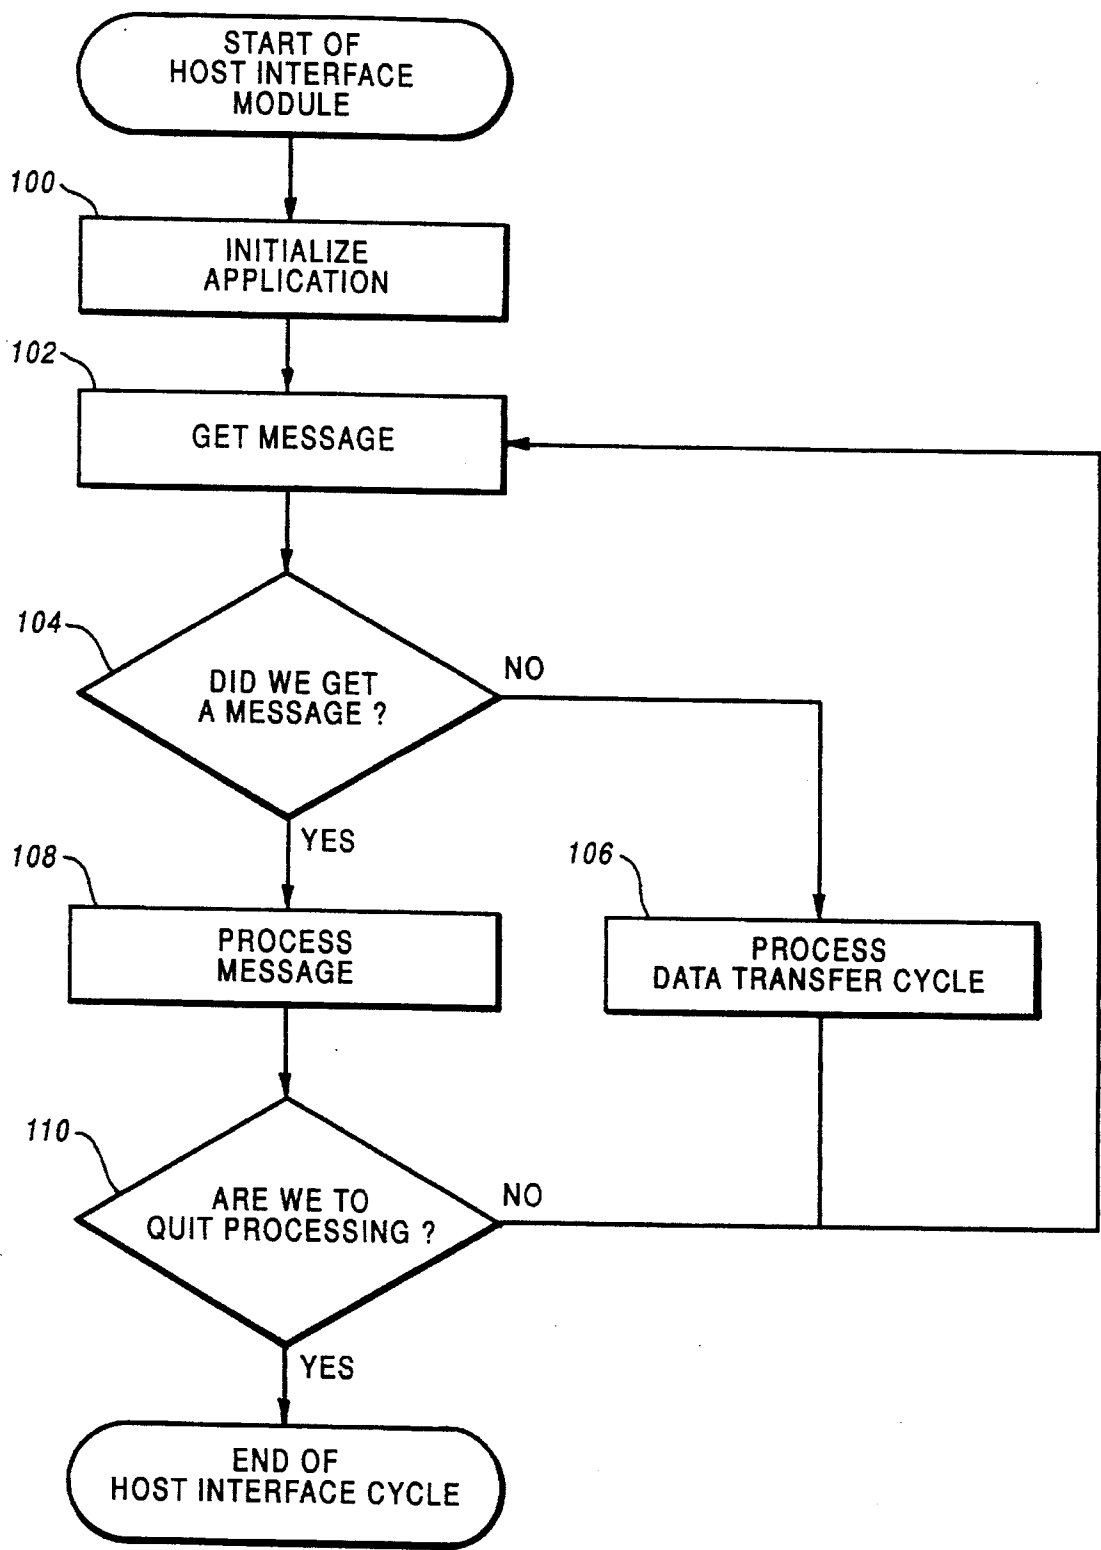 START OF
HOST INTERFACE
MODULE
100
INITIALIZE
APPLICATION
102
GET MESSAGE
104
DID WE GET
A MESSAGE ?
NO
YES
108
PROCESS
MESSAGE
106
PROCESS
DATA TRANSFER CYCLE
110
ARE WE TO
QUIT PROCESSING ?
NO
YES
END OF
HOST INTERFACE CYCLE